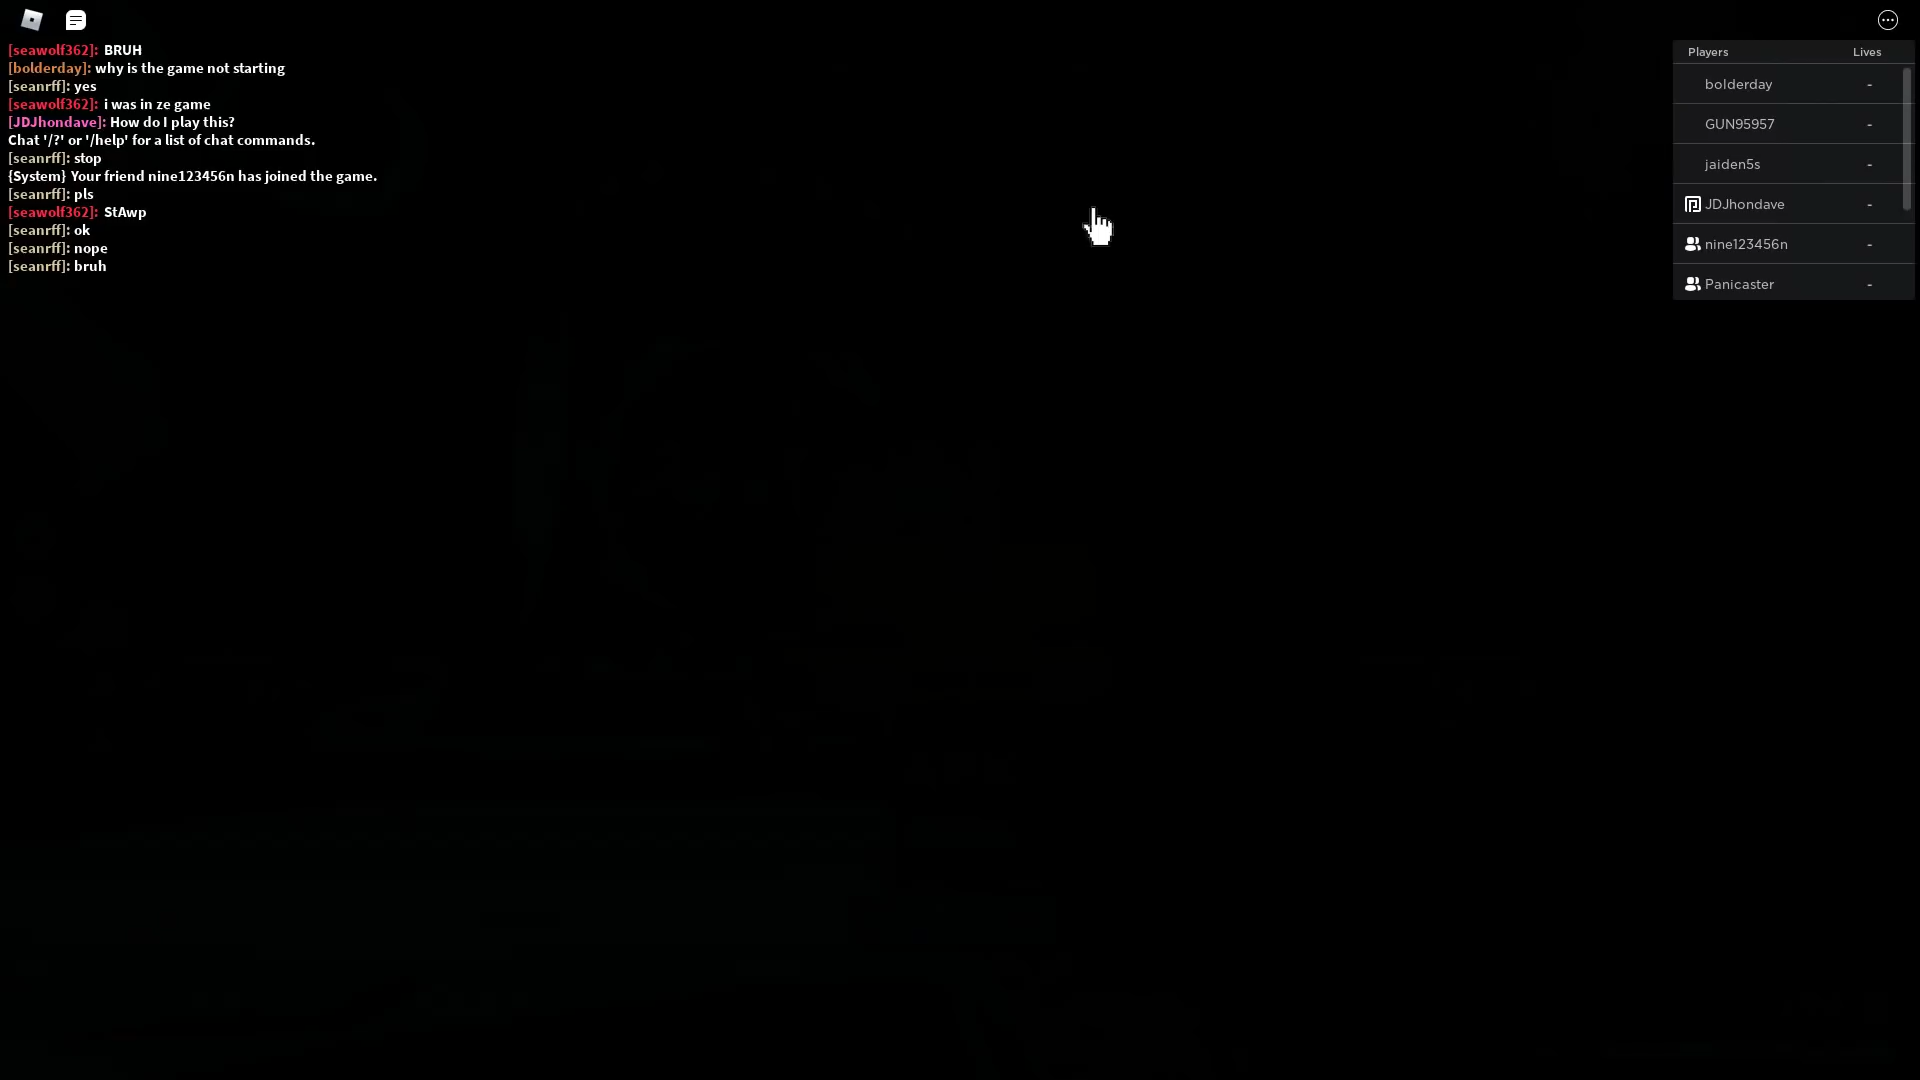 [seawolf362]: BRUH
[bolderday]: why is the game not starting
[seanrff]: yes
[seawolf362]: i was in ze game
[JDJhondave]: How do I play this?
Chat '/?' or '/help' for a list of chat commands.
[seanrff]: stop
{System} Your friend nine123456n has joined the game.
[seanrff]: pls
[seawolf362]: StAwp
[seanrff]: ok
[seanrff]: nope
[seanrff]: bruh
Players Lives
bolderday -
GUN95957 -
jaiden5s -
JDJhondave -
nine123456n -
Panicaster -